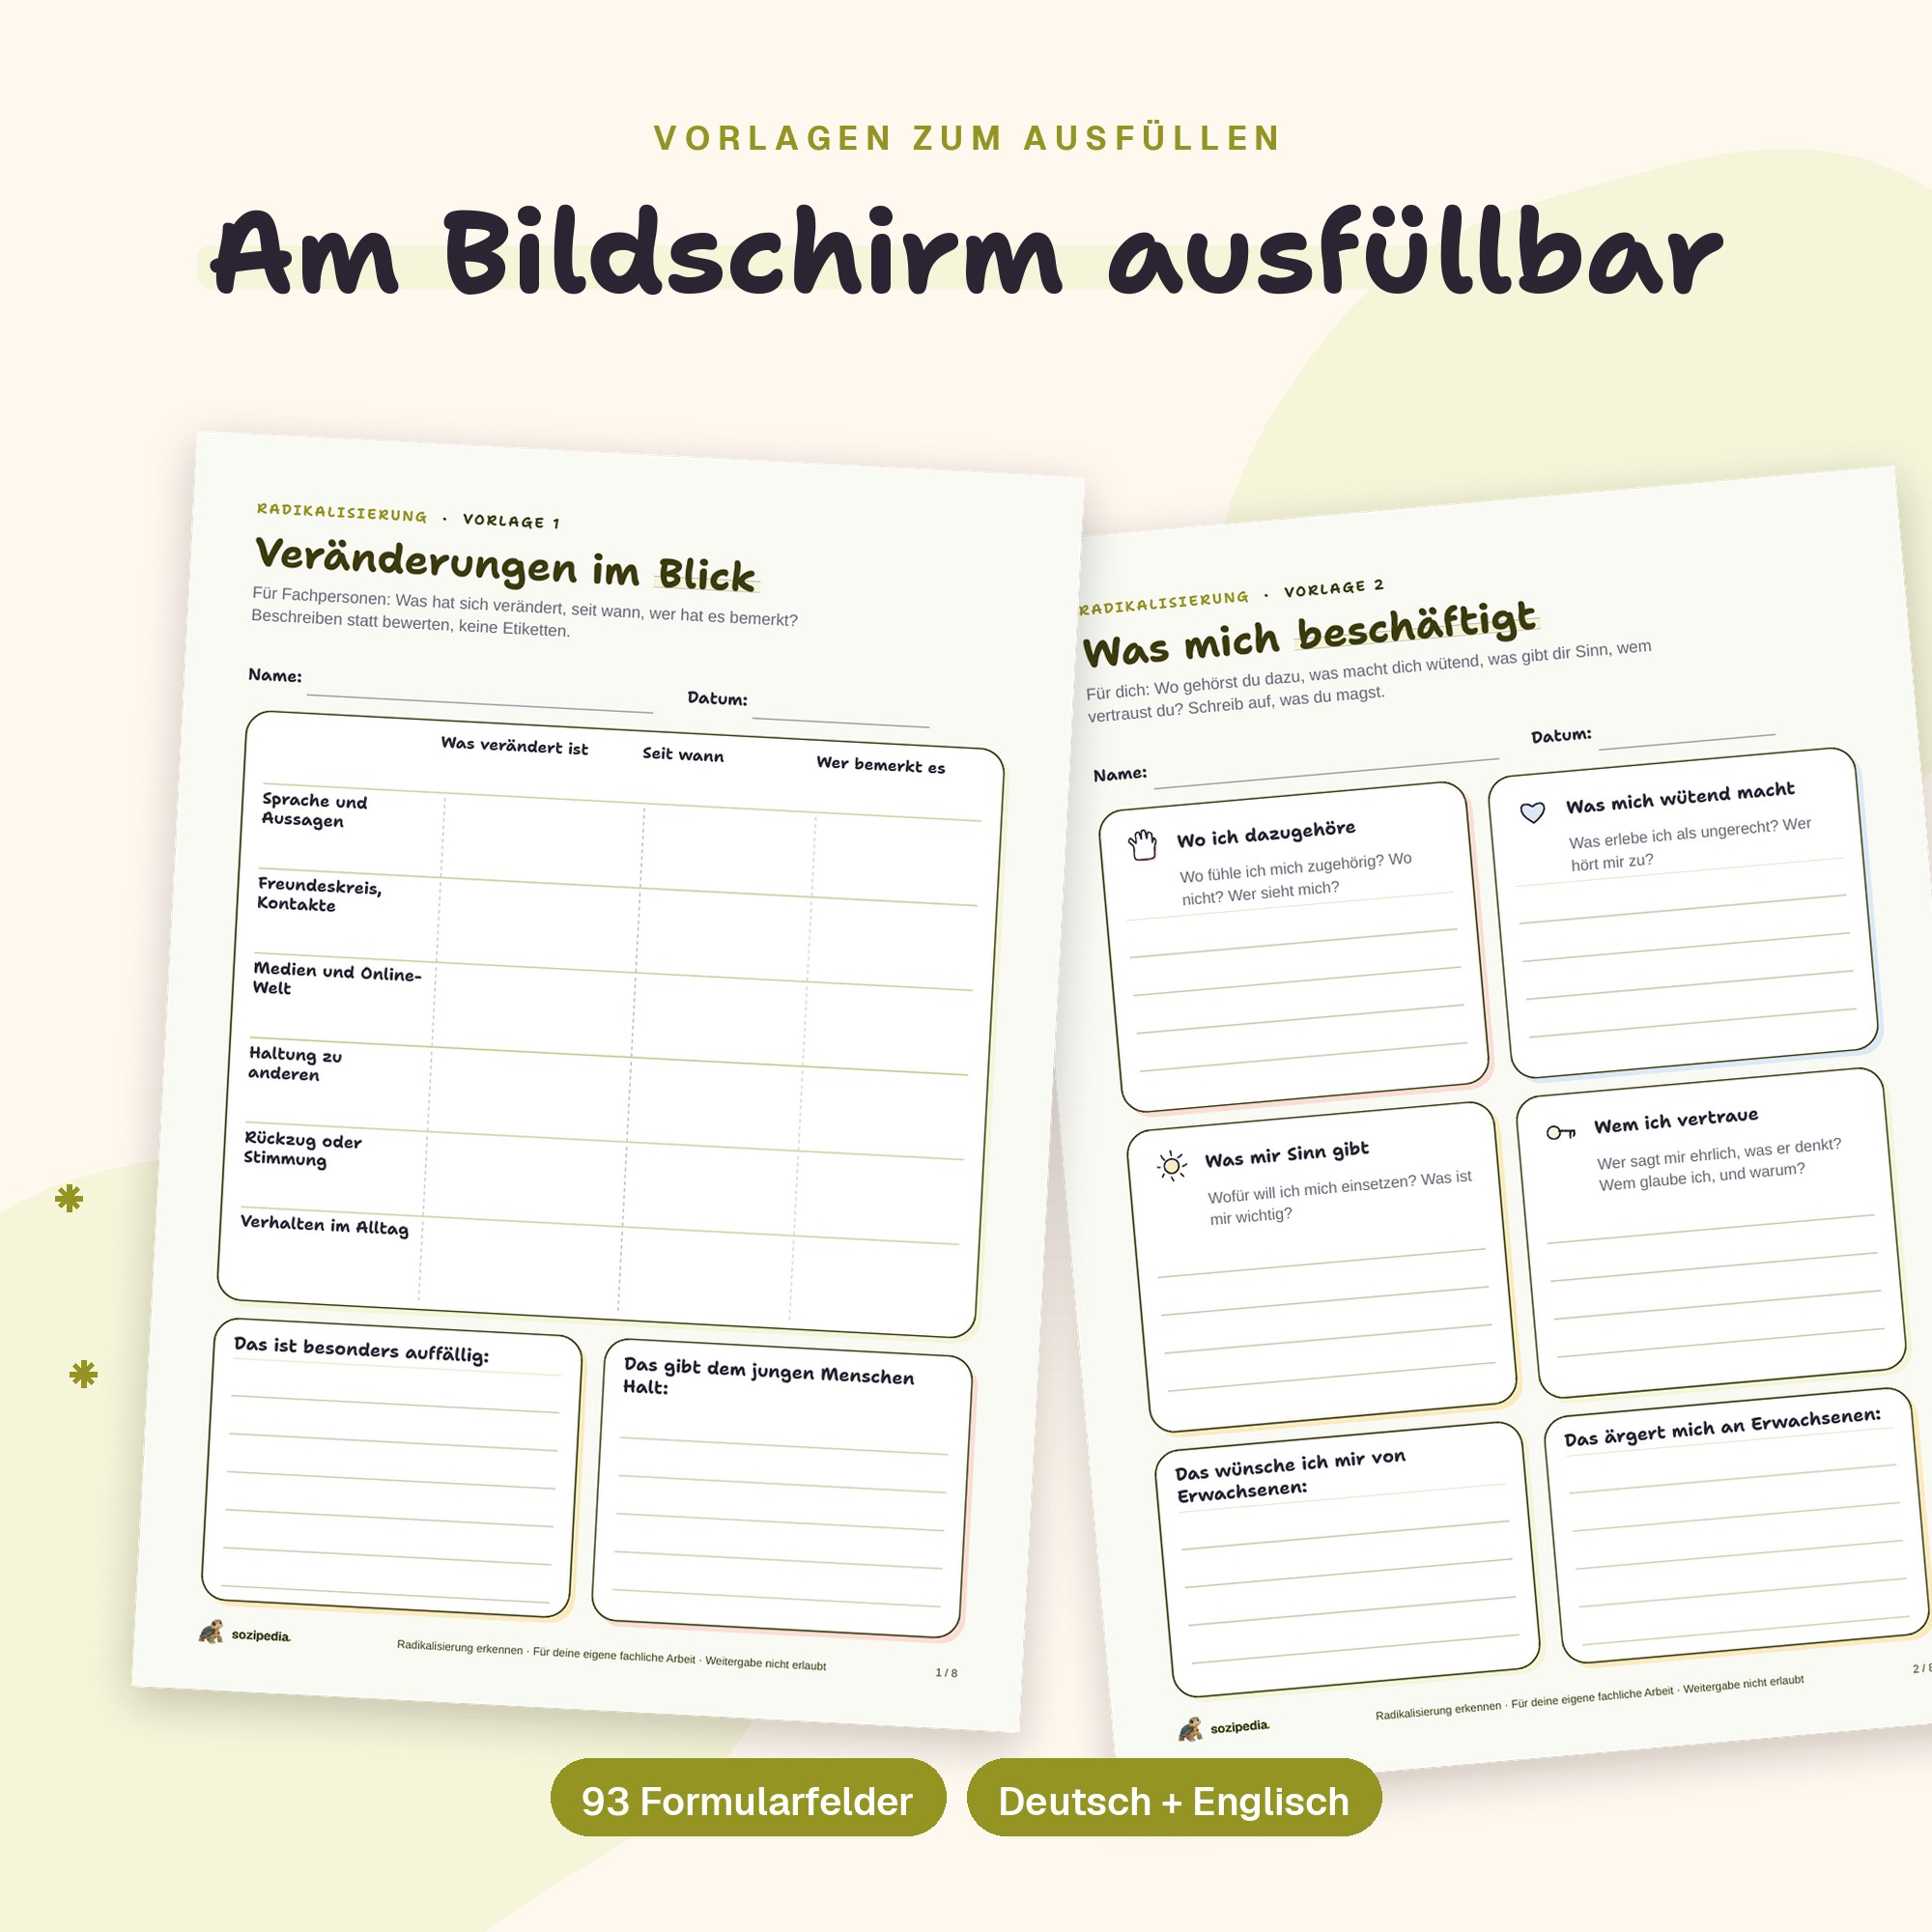 VORLAGEN ZUM AUSFÜLLEN
Am Bildschirm ausfüllbar
RADIKALISIERUNG · VORLAGE 1
Veränderungen im Blick
Für Fachpersonen: Was hat sich verändert, seit wann, wer hat es bemerkt?
Beschreiben statt bewerten, keine Etiketten.
Name:
Datum:
Was verändert ist
Seit wann
Wer bemerkt es
Sprache und
Aussagen
Freundeskreis,
Kontakte
Medien und Online-
Welt
Haltung zu
anderen
Rückzug oder
Stimmung
Verhalten im Alltag
Das ist besonders auffällig:
Das gibt dem jungen Menschen
Halt:
sozipedia.
Radikalisierung erkennen · Für deine eigene fachliche Arbeit · Weitergabe nicht erlaubt
1 / 8
RADIKALISIERUNG · VORLAGE 2
Was mich beschäftigt
Für dich: Wo gehörst du dazu, was macht dich wütend, was gibt dir Sinn, wem
vertraust du? Schreib auf, was du magst.
Name:
Datum:
Wo ich dazugehöre
Wo fühle ich mich zugehörig? Wo
nicht? Wer sieht mich?
Was mich wütend macht
Was erlebe ich als ungerecht? Wer
hört mir zu?
Was mir Sinn gibt
Wofür will ich mich einsetzen? Was ist
mir wichtig?
Wem ich vertraue
Wer sagt mir ehrlich, was er denkt?
Wem glaube ich, und warum?
Das wünsche ich mir von
Erwachsenen:
Das ärgert mich an Erwachsenen:
sozipedia.
Radikalisierung erkennen · Für deine eigene fachliche Arbeit · Weitergabe nicht erlaubt
2 / 8
93 Formularfelder
Deutsch + Englisch